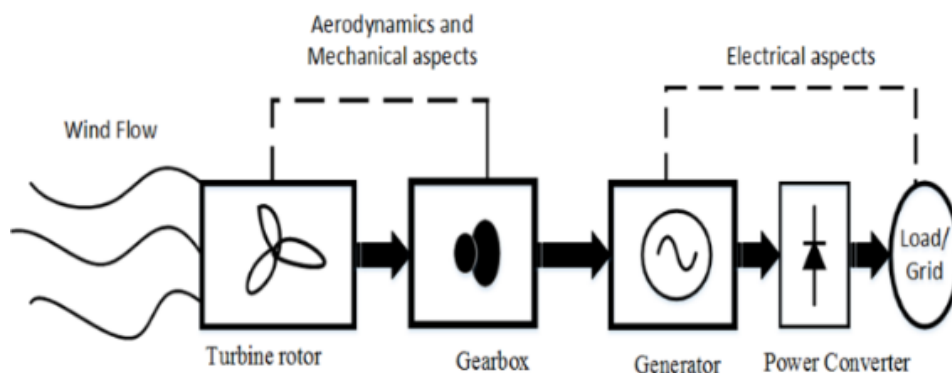 Aerodynamics and
Mechanical aspects
Electrical aspects
Wind Flow
Load/
Grid
Turbine rotor
Gearbox
Generator
Power Converter